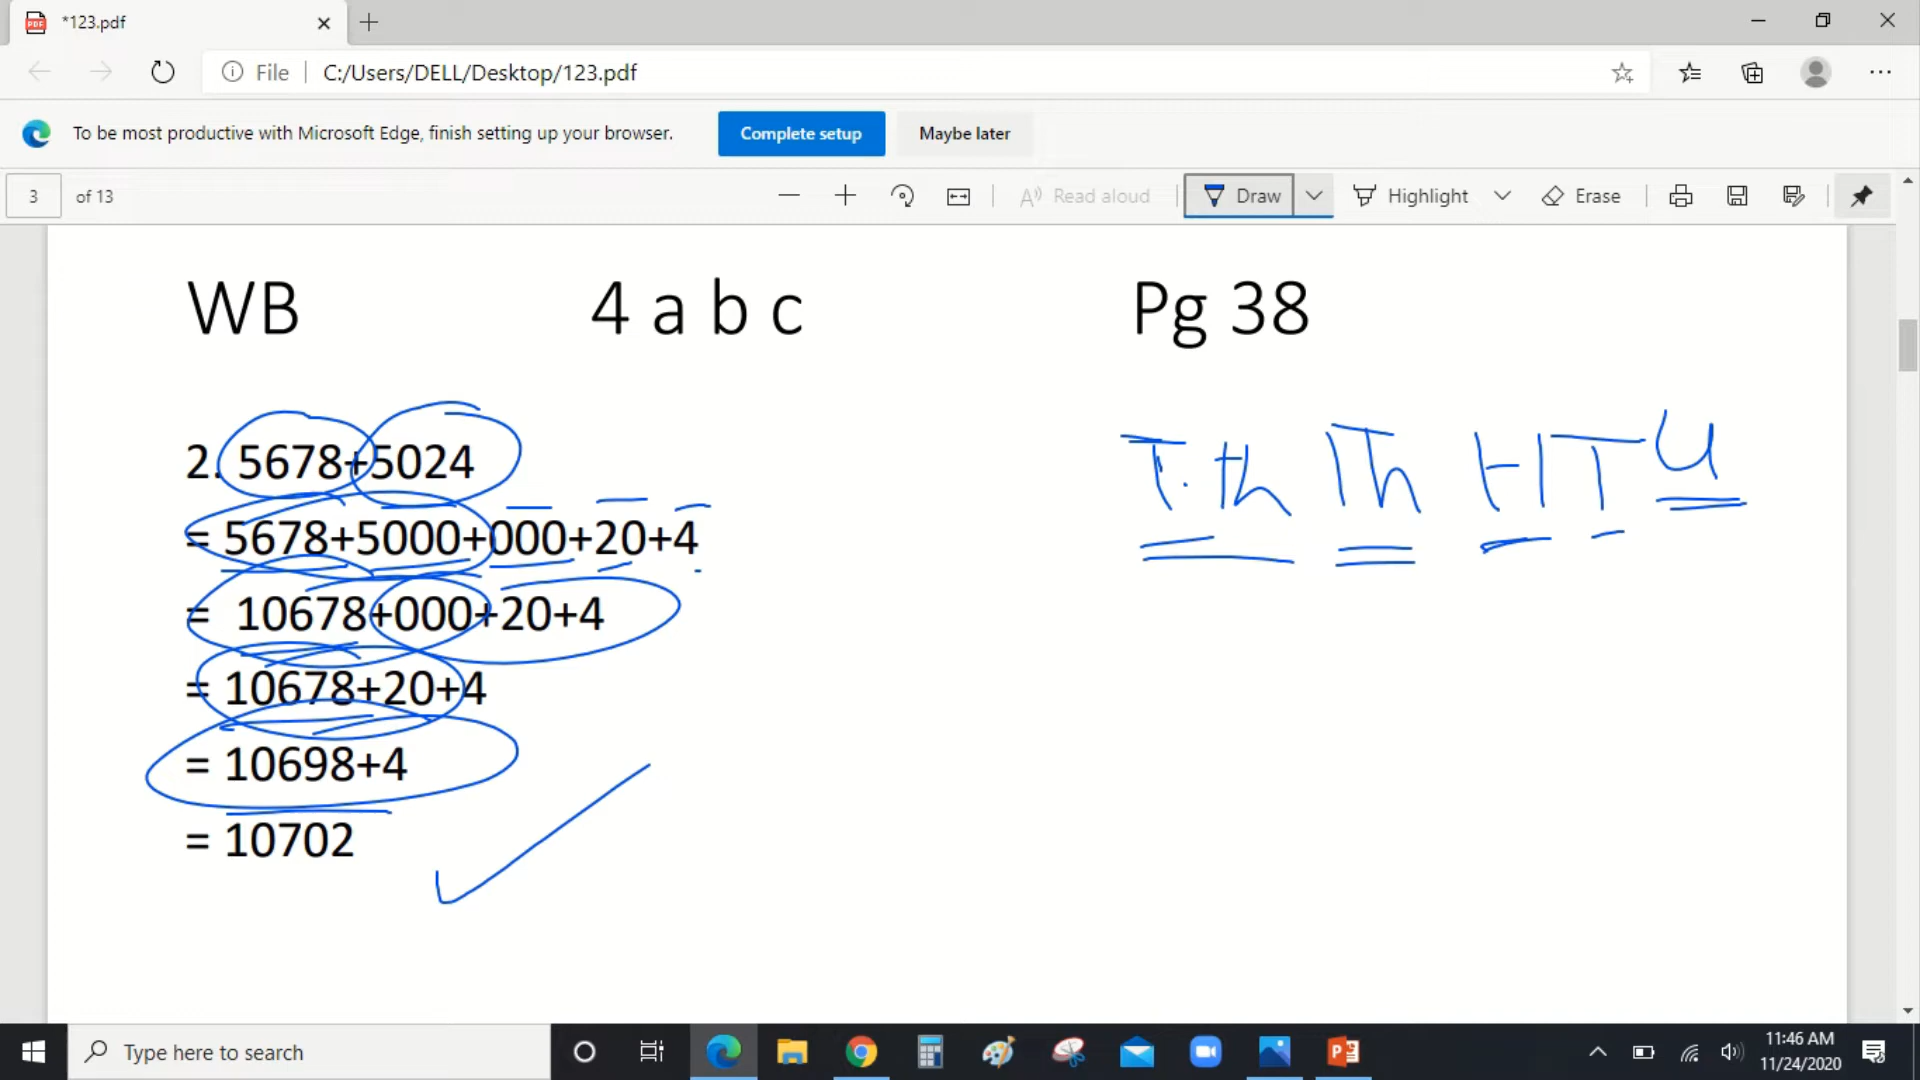 *123.pdf
File C:/Users/DELL/Desktop/123.pdf
To be most productive with Microsoft Edge, finish setting up your browser. Complete setup Maybe later
3 of 13 Read aloud Draw Highlight Erase
WB 4 a b c Pg 38
2. 5678+5024
= 5678+5000+000+20+4
= 10678+000+20+4
= 10678+20+4
= 10698+4
= 10702
T.th Th H T U
Type here to search
11:46 AM
11/24/2020